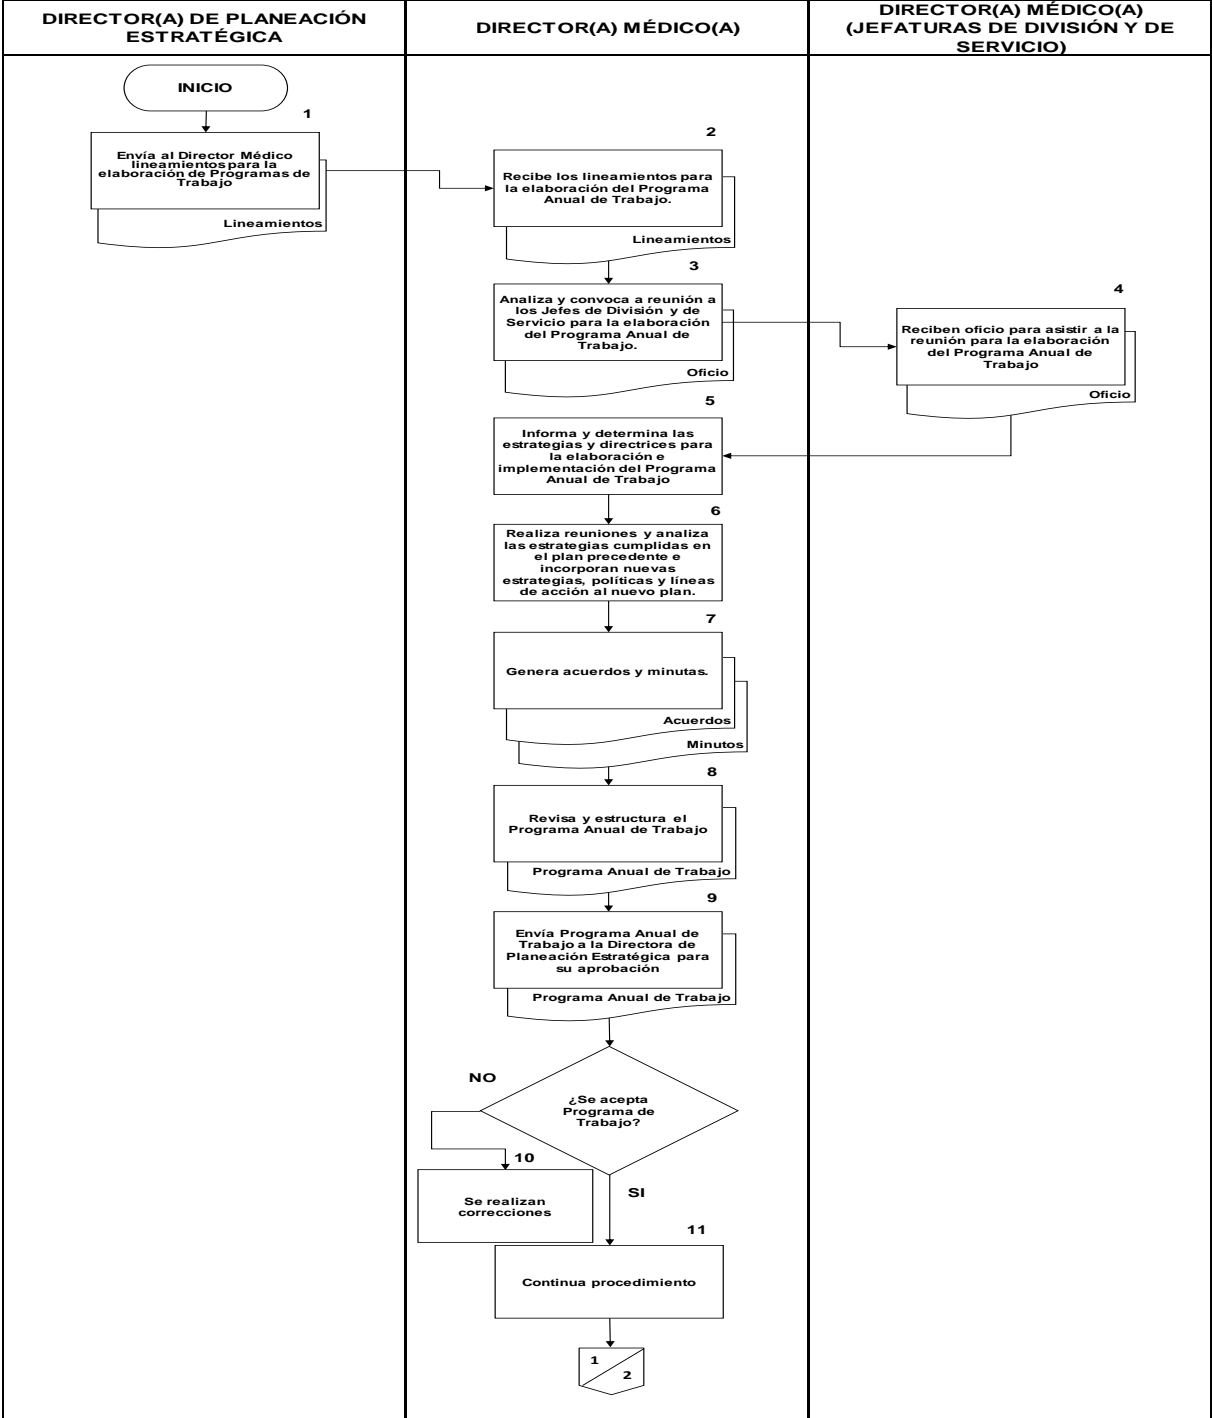 DIRECTOR(A) DE PLANEACIÓN
ESTRATÉGICA
DIRECTOR(A) MÉDICO(A)
DIRECTOR(A) MÉDICO(A)
(JEFATURAS DE DIVISIÓN Y DE
SERVICIO)
INICIO
1
Envía al Director Médico
lineamientos para la
elaboración de Programas de
Trabajo
Lineamientos
2
Recibe los lineamientos para
la elaboración del Programa
Anual de Trabajo.
Lineamientos
3
Analiza y convoca a reunión a
los Jefes de División y de
Servicio para la elaboración
del Programa Anual de
Trabajo.
Oficio
4
Reciben oficio para asistir a la
reunión para la elaboración
del Programa Anual de
Trabajo
Oficio
5
Informa y determina las
estrategias y directrices para
la elaboración e
implementación del Programa
Anual de Trabajo
6
Realiza reuniones y analiza
las estrategias cumplidas en
el plan precedente e
incorporan nuevas
estrategias, políticas y líneas
de acción al nuevo plan.
7
Genera acuerdos y minutas.
Acuerdos
Minutos
8
Revisa y estructura el
Programa Anual de Trabajo
Programa Anual de Trabajo
9
Envía Programa Anual de
Trabajo a la Directora de
Planeación Estratégica para
su aprobación
Programa Anual de Trabajo
¿Se acepta
Programa de
Trabajo?
NO
10
Se realizan
correcciones
SI
11
Continua procedimiento
1
2